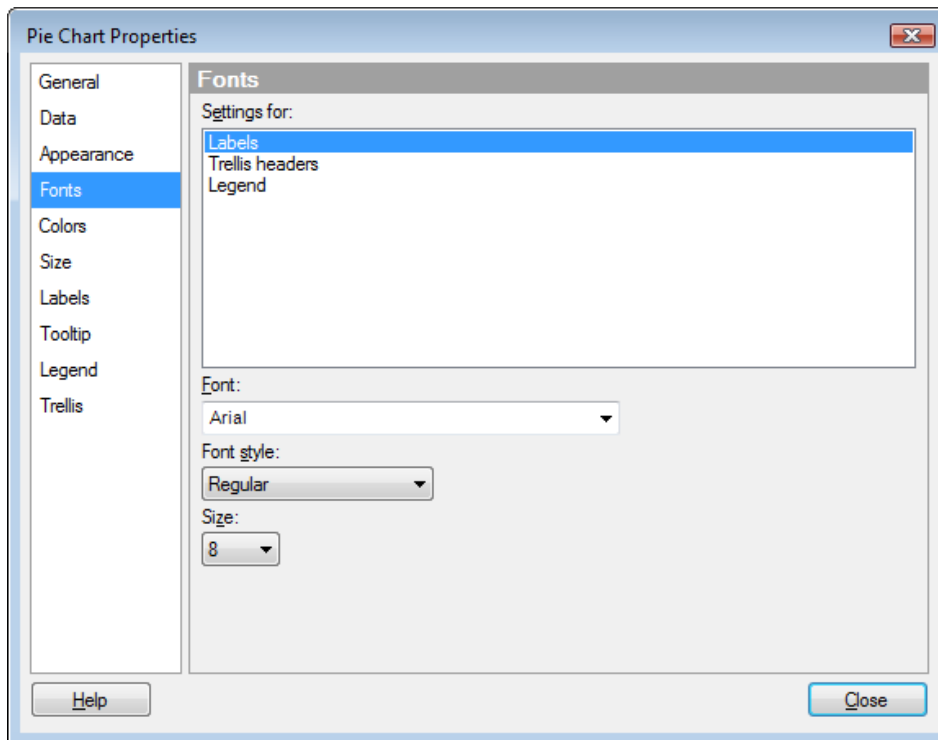 Pie Chart Properties
General
Data
Appearance
Fonts
Colors
Size
Labels
Tooltip
Legend
Trellis
Fonts
Settings for:
Labels
Trellis headers
Legend
Font:
Arial
Font style:
Regular
Size:
8
Help
Close